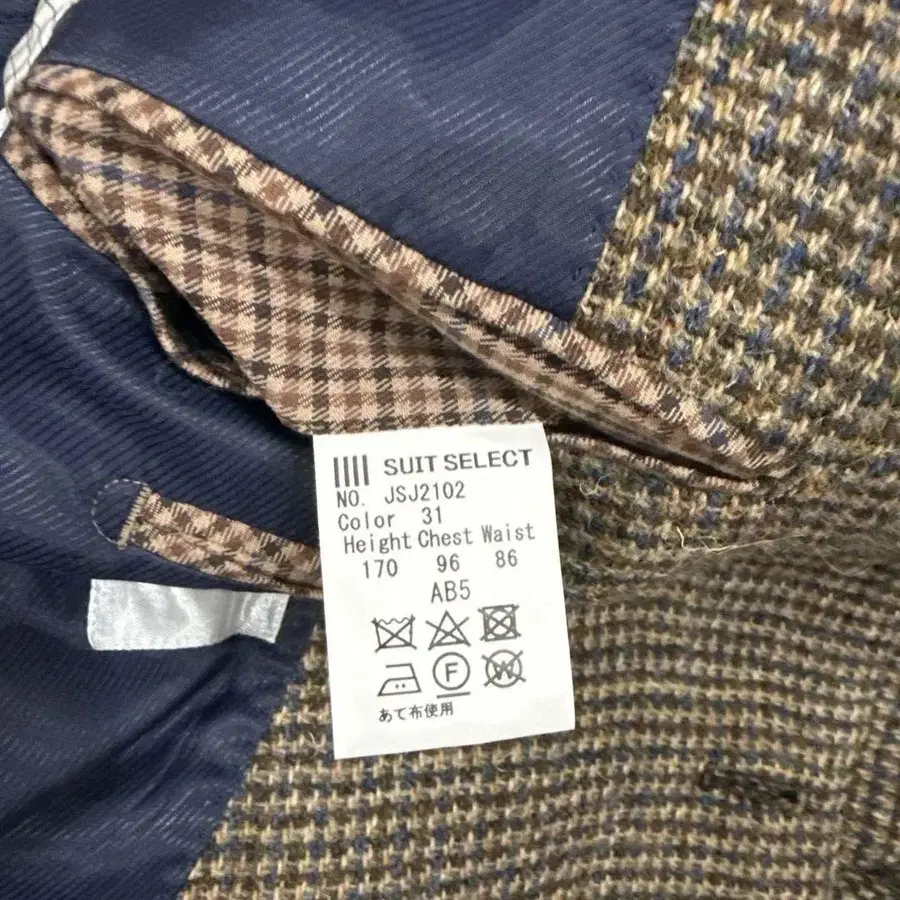 SUIT SELECT
NO. JSJ2102
Color 31
Height Chest Waist
170 96 86
AB5
F W
あて布使用